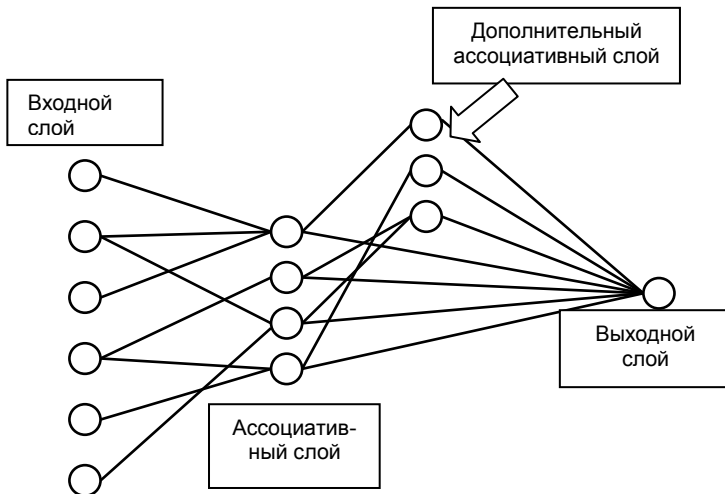 Дополнительный
ассоциативный слой
Входной
слой
Выходной
слой
Ассоциатив-
ный слой